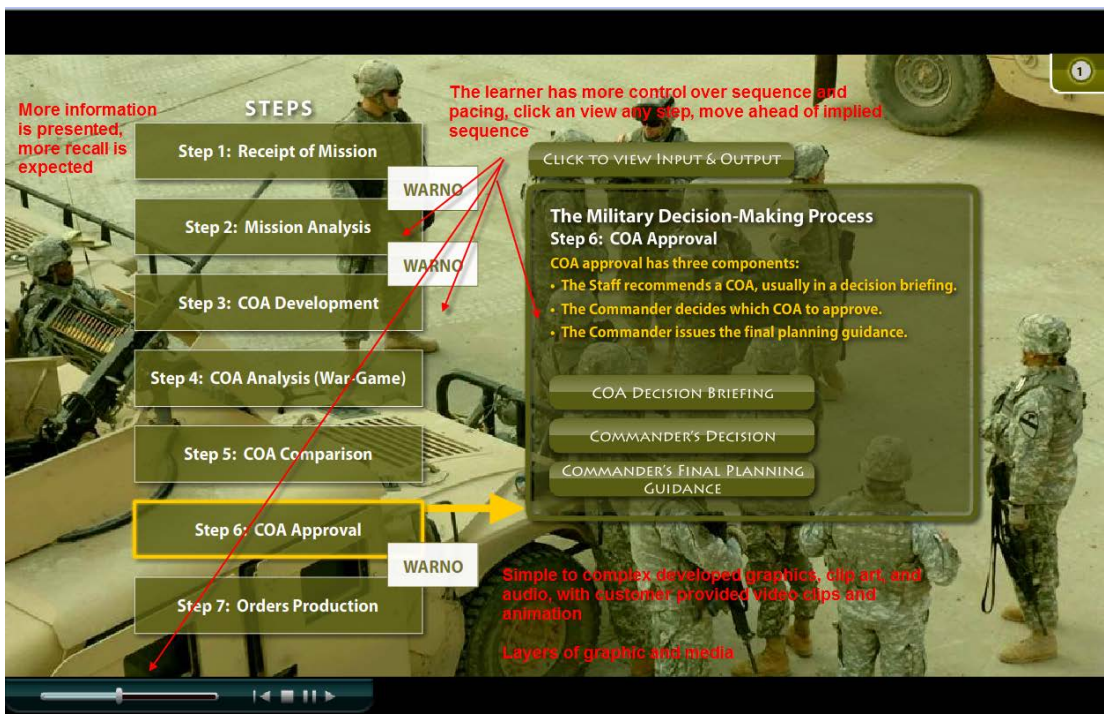 1
More information
is presented,
more recall is
expected
The learner has more control over sequence and
pacing, click an view any step, move ahead of implied
sequence
STEPS
Step 1: Receipt of Mission
WARNO
Step 2: Mission Analysis
WARNO
Step 3: COA Development
Step 4: COA Analysis (War-Game)
Step 5: COA Comparison
Step 6: COA Approval
WARNO
Step 7: Orders Production
CLICK TO VIEW INPUT & OUTPUT
The Military Decision-Making Process
Step 6: COA Approval
COA approval has three components:
• The Staff recommends a COA, usually in a decision briefing.
• The Commander decides which COA to approve.
• The Commander issues the final planning guidance.
COA DECISION BRIEFING
COMMANDER'S DECISION
COMMANDER'S FINAL PLANNING
GUIDANCE
Simple to complex developed graphics, clip art, and
audio, with customer provided video clips and
animation
Layers of graphic and media